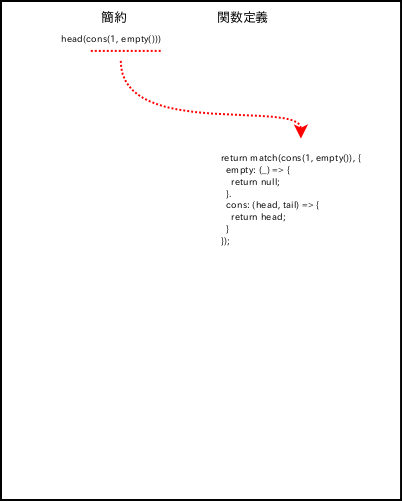 簡約 関数定義
head(cons(1, empty()))
return match(cons(1, empty()), {
empty: (_) => {
return null;
}.
cons: (head, tail) => {
return head;
}
});